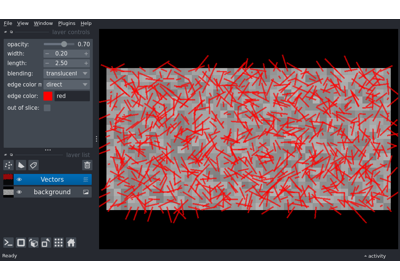 File View Window Plugins Help
layer controls
opacity: 0.70
width: 0.20
length: 2.50
blending: translucent
edge color m direct
edge color: red
out of slice:
layer list
Vectors
background
Ready
activity